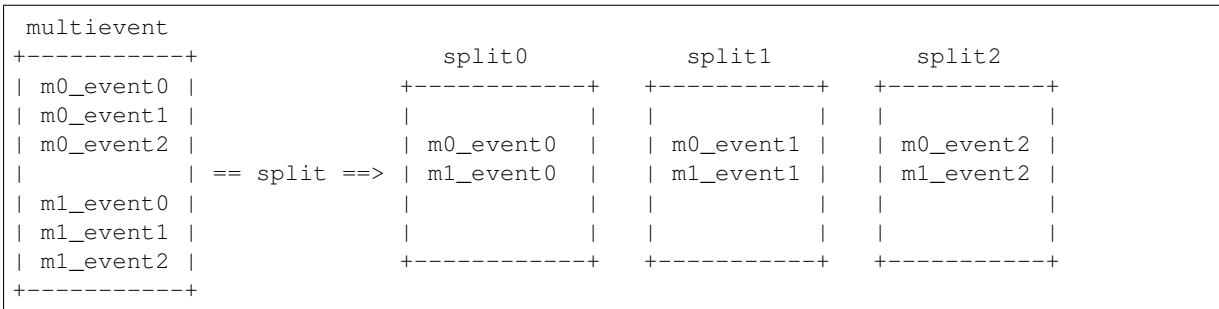 multievent
+-----------+                split0          split1         split2
| m0_event0 |             +------------+   +-----------+   +-----------+
| m0_event1 |             |            |   |           |   |           |
| m0_event2 |             | m0_event0  |   | m0_event1 |   | m0_event2 |
|           | == split ==> | m1_event0  |   | m1_event1 |   | m1_event2 |
| m1_event0 |             |            |   |           |   |           |
| m1_event1 |             |            |   |           |   |           |
| m1_event2 |             +------------+   +-----------+   +-----------+
+-----------+